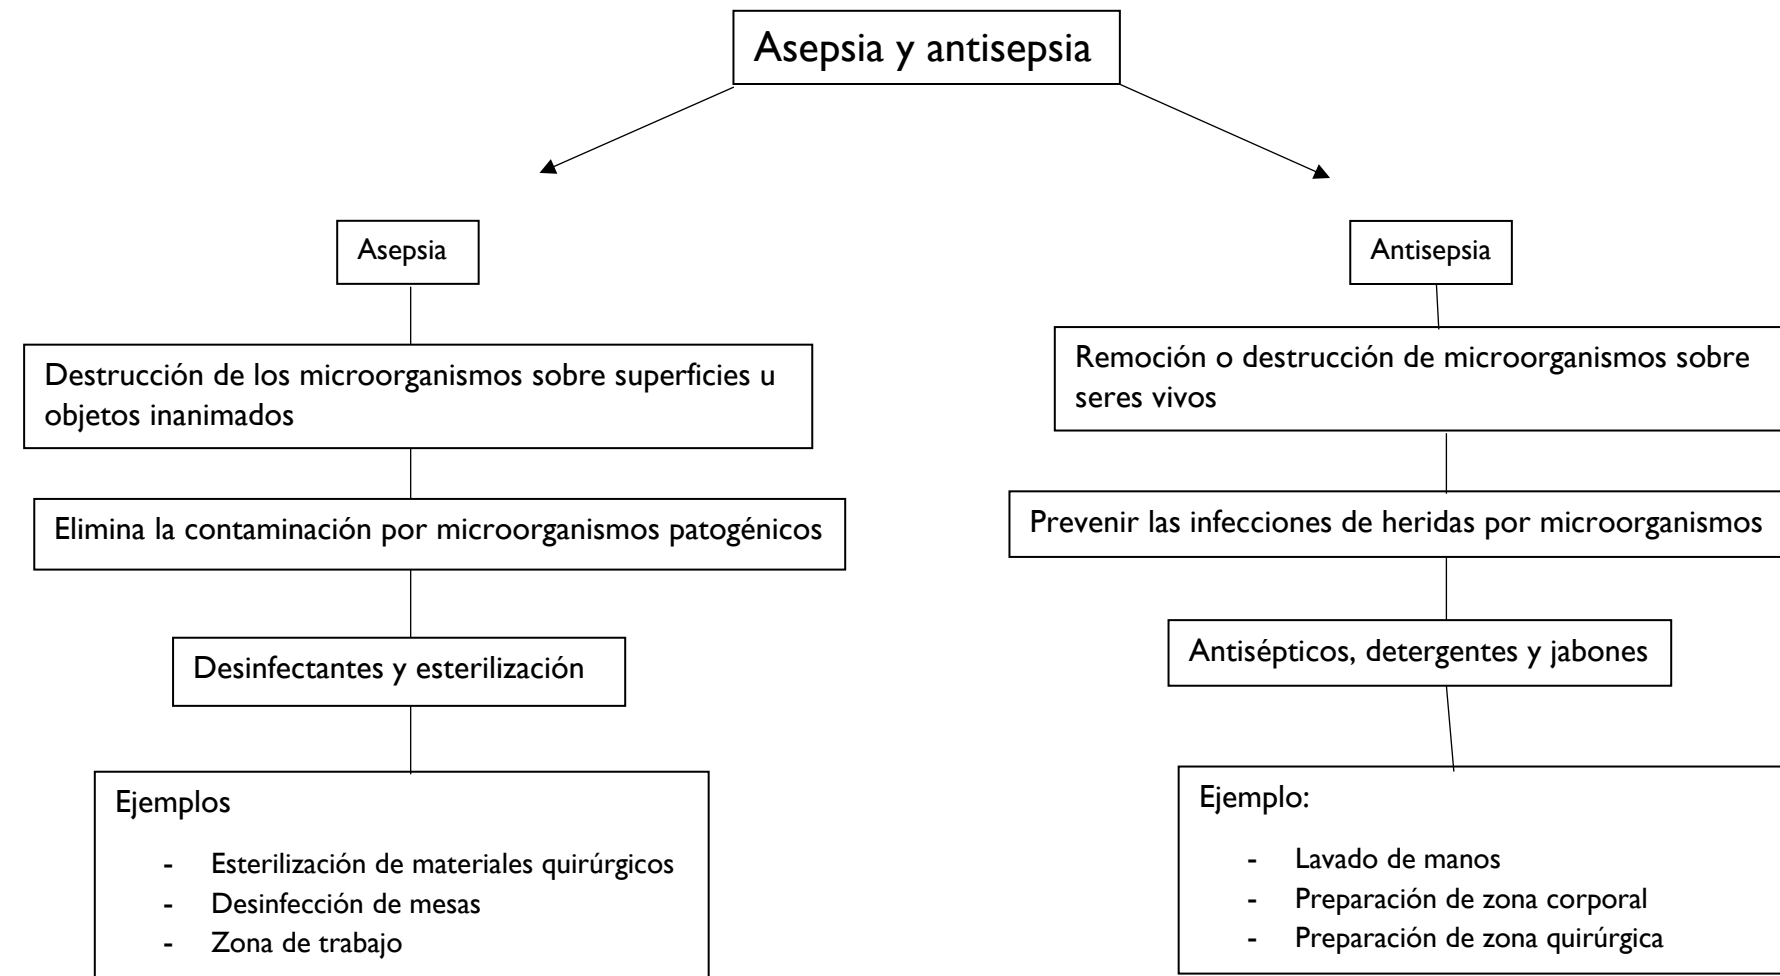 Asepsia y antisepsia
Asepsia
Destrucción de los microorganismos sobre superficies u
objetos inanimados
Elimina la contaminación por microorganismos patogénicos
Desinfectantes y esterilización
Ejemplos
- Esterilización de materiales quirúrgicos
- Desinfección de mesas
- Zona de trabajo
Antisepsia
Remoción o destrucción de microorganismos sobre
seres vivos
Prevenir las infecciones de heridas por microorganismos
Antisépticos, detergentes y jabones
Ejemplo:
- Lavado de manos
- Preparación de zona corporal
- Preparación de zona quirúrgica